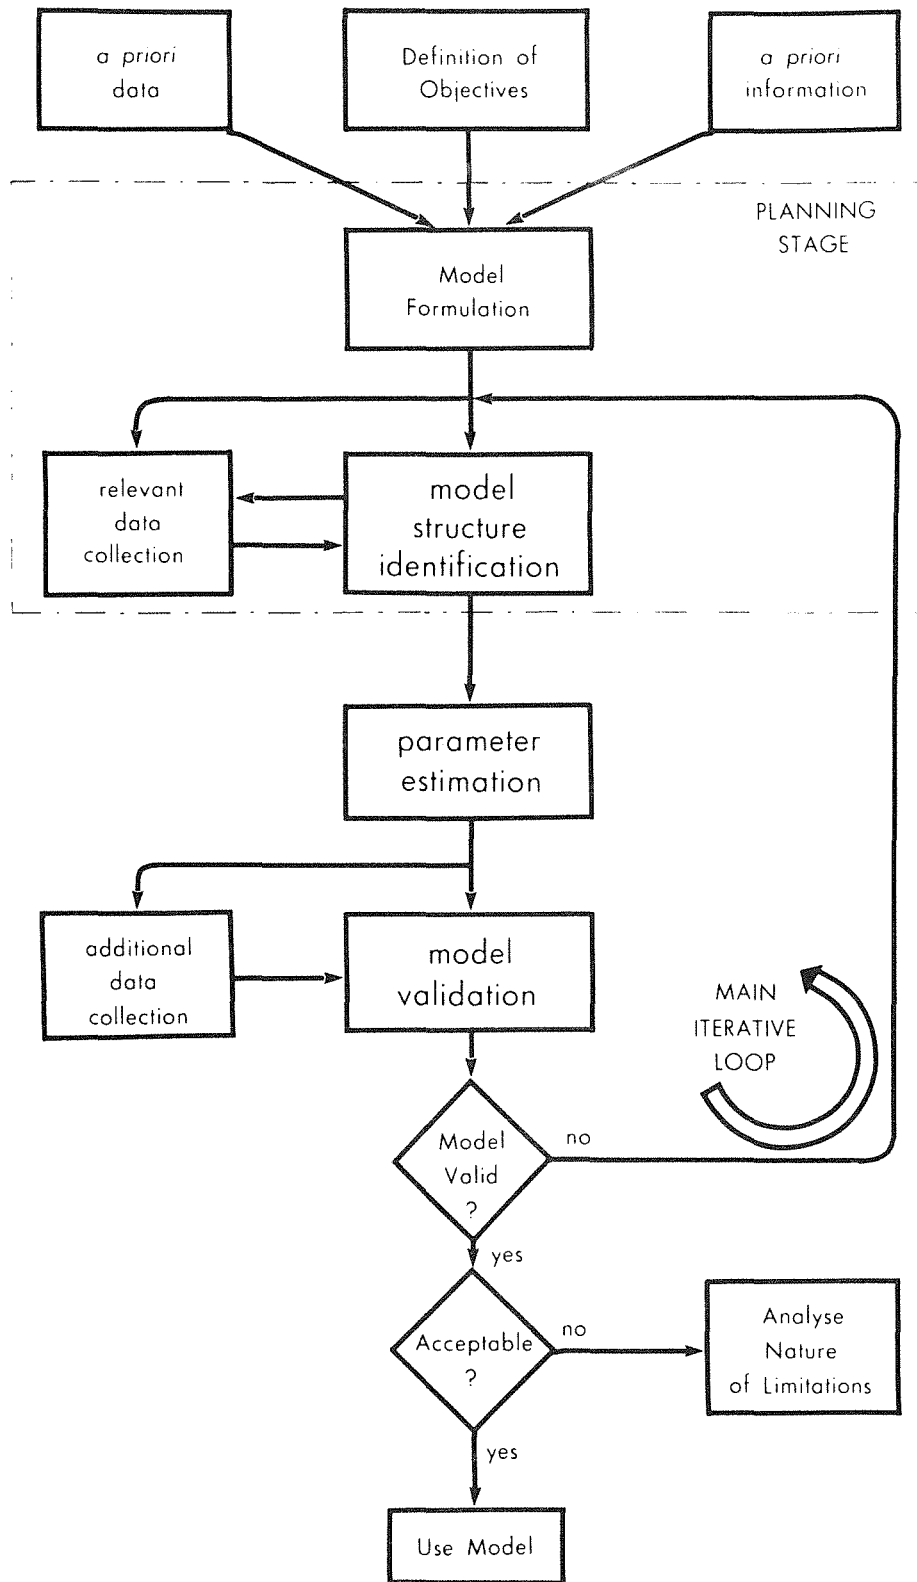 a priori
data
Definition of
Objectives
a priori
information
PLANNING
STAGE
Model
Formulation
relevant
data
collection
model
structure
identification
parameter
estimation
additional
data
collection
model
validation
MAIN
ITERATIVE
LOOP
Model
Valid
?
no
yes
Acceptable
?
no
Analyse
Nature
of Limitations
yes
Use Model